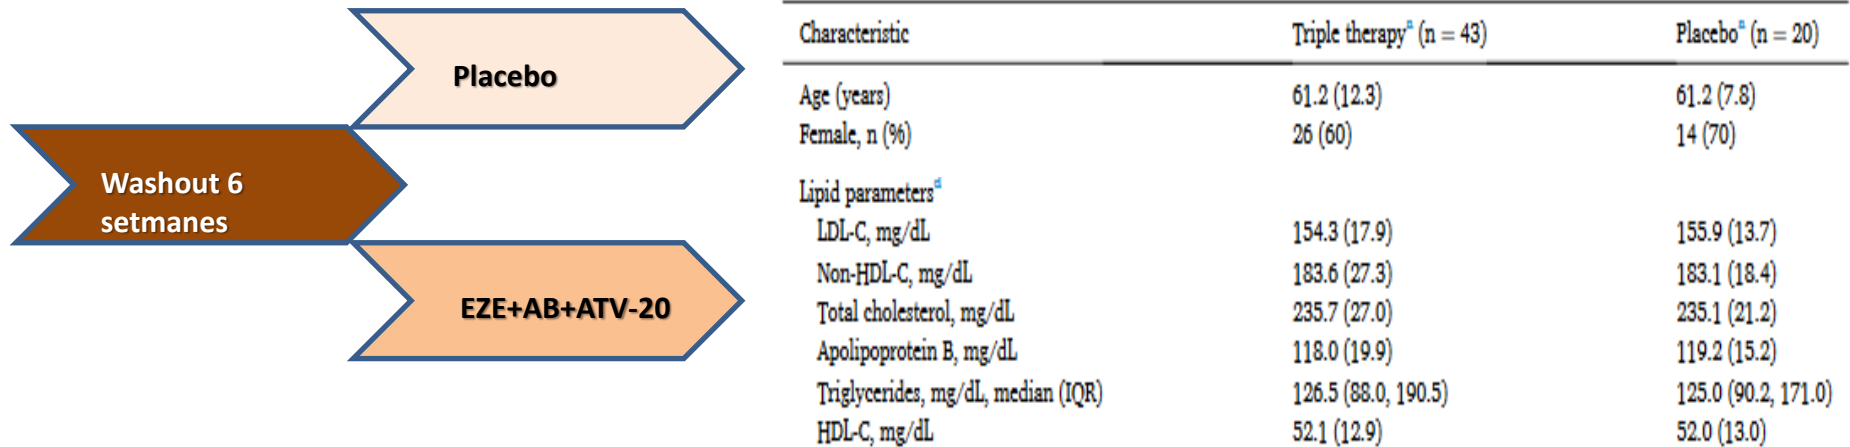 Placebo
Washout 6
setmanes
EZE+AB+ATV-20
Characteristic Triple therapyᵃ (n = 43) Placeboᵃ (n = 20)
Age (years) 61.2 (12.3) 61.2 (7.8)
Female, n (%) 26 (60) 14 (70)
Lipid parametersᵈ
LDL-C, mg/dL 154.3 (17.9) 155.9 (13.7)
Non-HDL-C, mg/dL 183.6 (27.3) 183.1 (18.4)
Total cholesterol, mg/dL 235.7 (27.0) 235.1 (21.2)
Apolipoprotein B, mg/dL 118.0 (19.9) 119.2 (15.2)
Triglycerides, mg/dL, median (IQR) 126.5 (88.0, 190.5) 125.0 (90.2, 171.0)
HDL-C, mg/dL 52.1 (12.9) 52.0 (13.0)